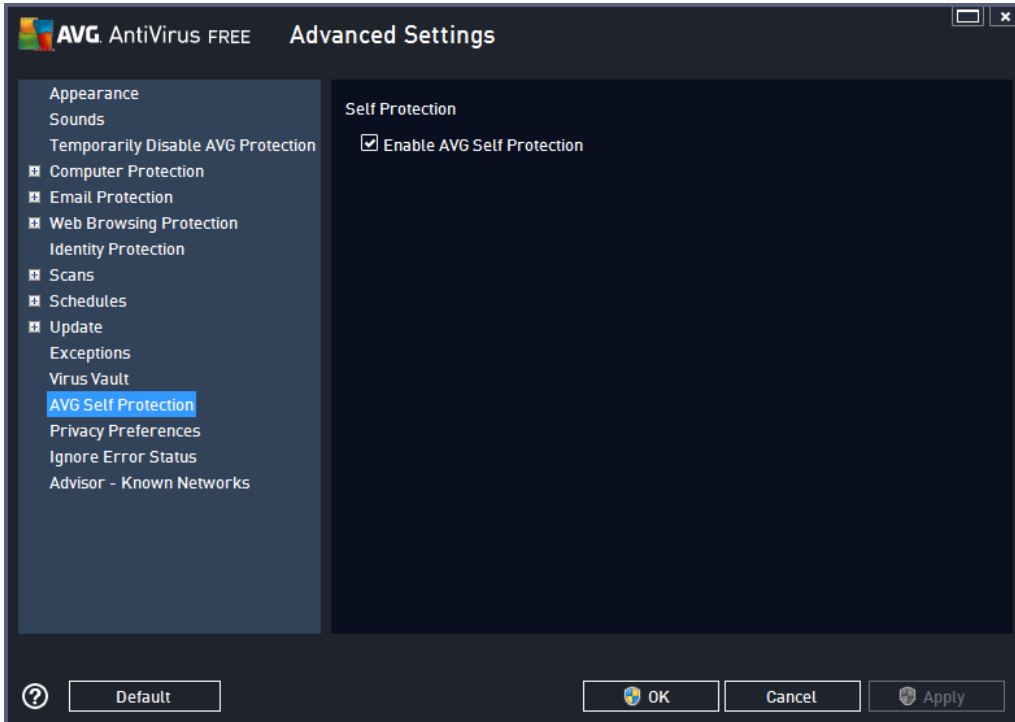 AVG. AntiVirus FREE Advanced Settings
Appearance
Sounds
Temporarily Disable AVG Protection
Computer Protection
Email Protection
Web Browsing Protection
Identity Protection
Scans
Schedules
Update
Exceptions
Virus Vault
AVG Self Protection
Privacy Preferences
Ignore Error Status
Advisor - Known Networks
Self Protection
Enable AVG Self Protection
? Default OK Cancel Apply